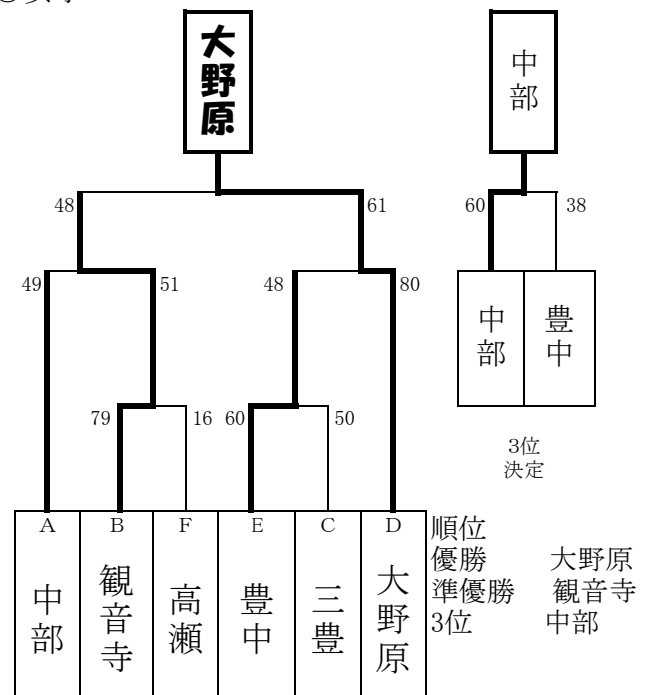 大野原
中部
48
61
60
38
49
51
48
80
中部
豊中
79
16
60
50
3位
決定
A
B
F
E
C
D
中部
観音寺
高瀬
豊中
三豊
大野原
順位
優勝 大野原
準優勝 観音寺
3位 中部